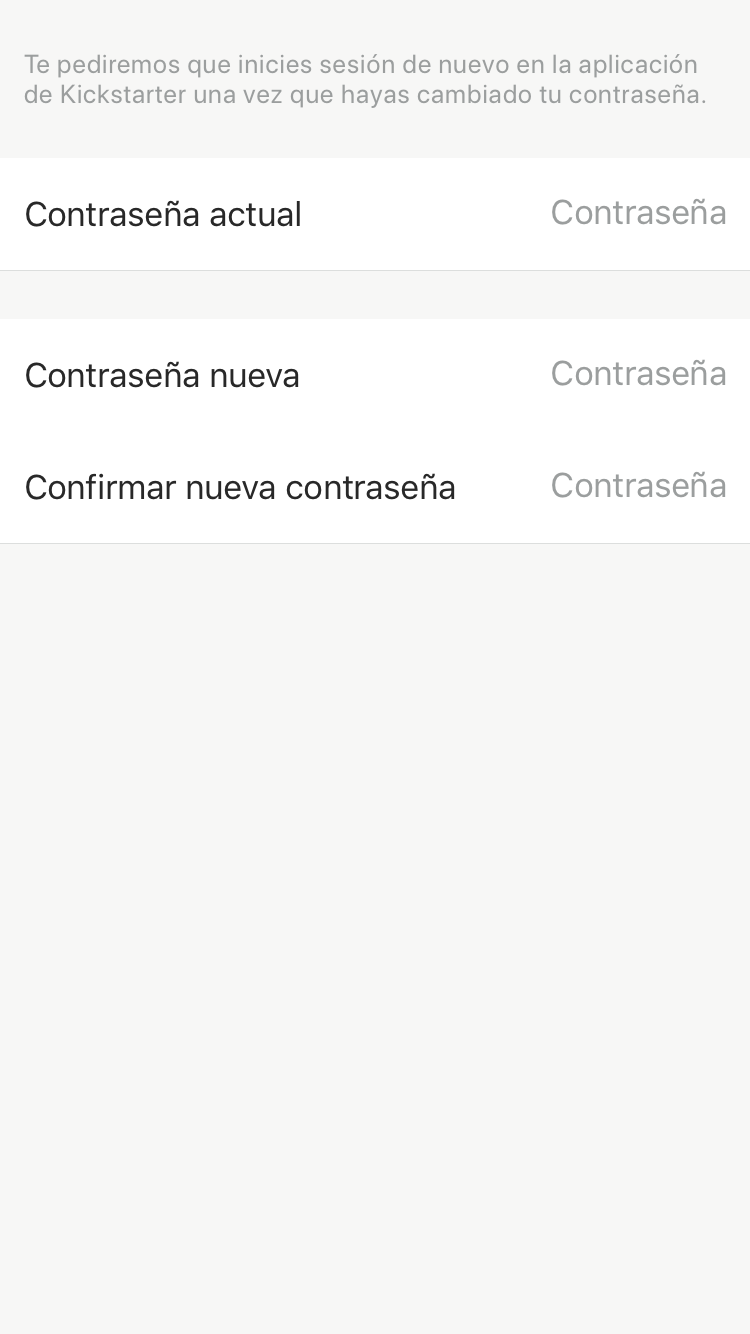 Te pediremos que inicies sesión de nuevo en la aplicación
de Kickstarter una vez que hayas cambiado tu contraseña.
Contraseña actual Contraseña
Contraseña nueva Contraseña
Confirmar nueva contraseña Contraseña